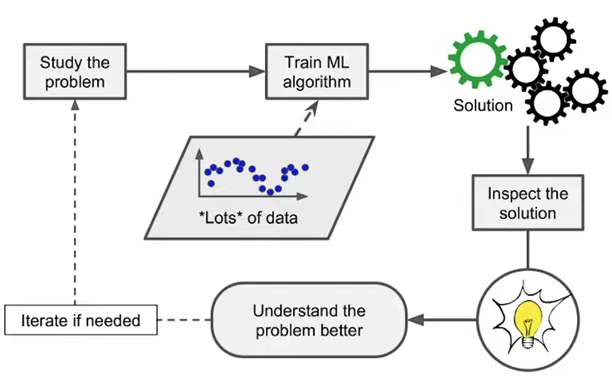 Study the
problem
Train ML
algorithm
Solution
*Lots* of data
Inspect the
solution
Understand the
problem better
Iterate if needed